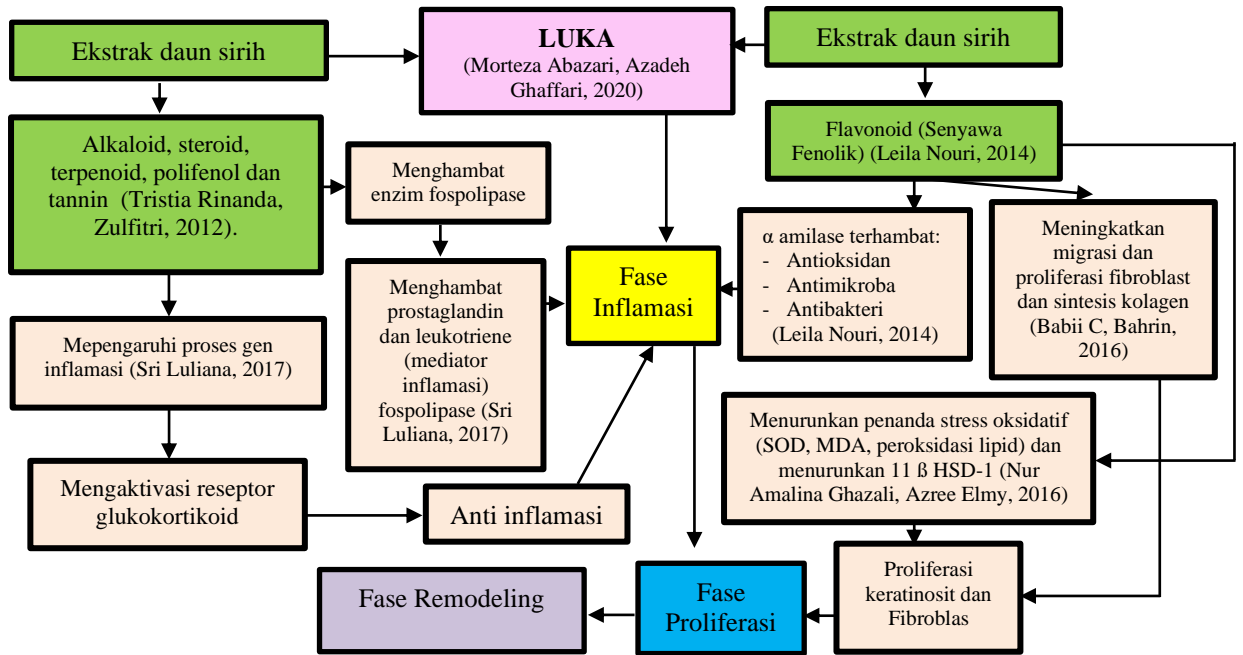 Ekstrak daun sirih
LUKA
(Morteza Abazari, Azadeh
Ghaffari, 2020)
Ekstrak daun sirih
Alkaloid, steroid,
terpenoid, polifenol dan
tannin (Tristia Rinanda,
Zulfitri, 2012).
Menghambat
enzim fospolipase
Flavonoid (Senyawa
Fenolik) (Leila Nouri, 2014)
Menghambat
prostaglandin
dan leukotriene
(mediator
inflamasi)
fospolipase (Sri
Luliana, 2017)
Fase
Inflamasi
α amilase terhambat:
- Antioksidan
- Antimikroba
- Antibakteri
(Leila Nouri, 2014)
Meningkatkan
migrasi dan
proliferasi fibroblast
dan sintesis kolagen
(Babii C, Bahrin,
2016)
Mepengaruhi proses gen
inflamasi (Sri Luliana, 2017)
Menurunkan penanda stress oksidatif
(SOD, MDA, peroksidasi lipid) dan
menurunkan 11 ß HSD-1 (Nur
Amalina Ghazali, Azree Elmy, 2016)
Mengaktivasi reseptor
glukokortikoid
Anti inflamasi
Fase Remodeling
Fase
Proliferasi
Proliferasi
keratinosit dan
Fibroblas